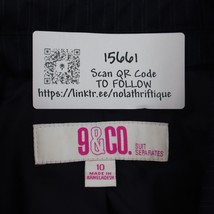 15661
Scan QR Code
TO FOLLOW
https://linktr.ee/nolathriftique
9&CO.
SUIT
SEPARATES
10
MADE IN
BANGLADESH